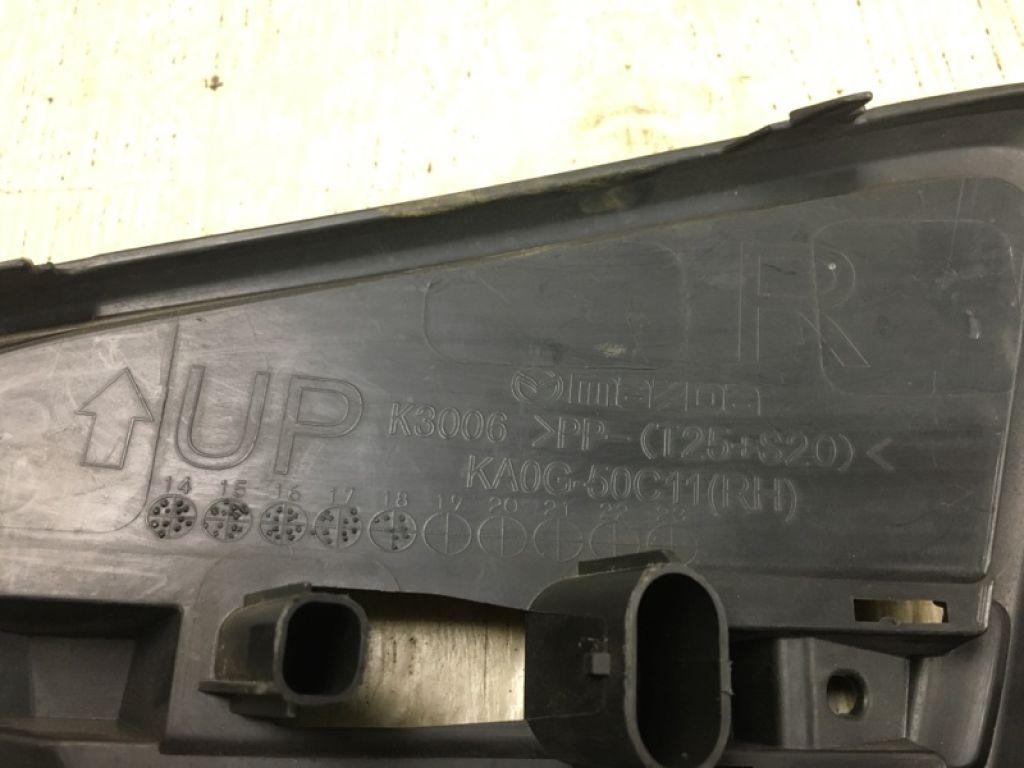 R
mazda
UP
K3006 >PP-(T25+S20)<
KA0G-50C11(RH)
14 15 16 17 18 19 20 21 22 23